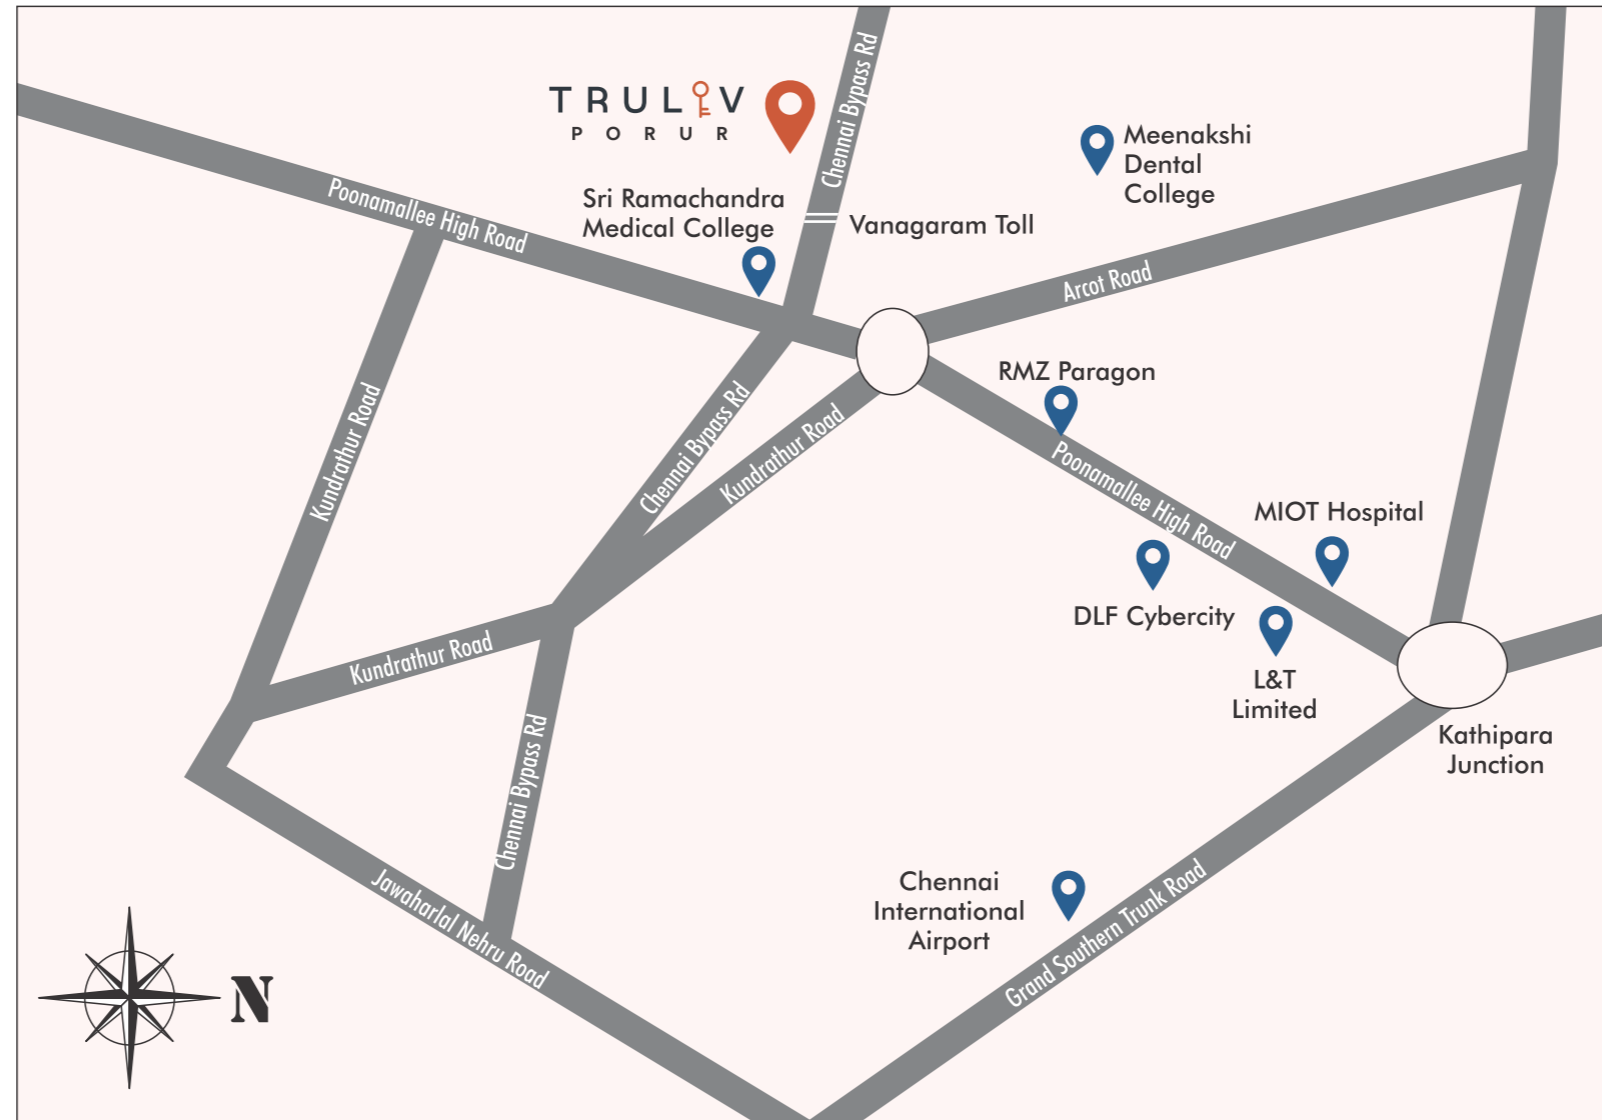 TRULIV
PORUR
Chennai Bypass Rd
Meenakshi
Dental
College
Sri Ramachandra
Medical College
Vanagaram Toll
Poonamallee High Road
Arcot Road
RMZ Paragon
Kundrathur Road
Chennai Bypass Rd
Kundrathur Road
Poonamallee High Road
MIOT Hospital
DLF Cybercity
Kundrathur Road
L&T
Limited
Kathipara
Junction
Chennai Bypass Rd
Jawaharlal Nehru Road
Chennai
International
Airport
Grand Southern Trunk Road
N